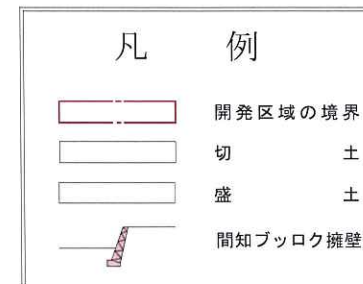 凡例
開発区域の境界
切土
盛土
間知ブッロク擁壁